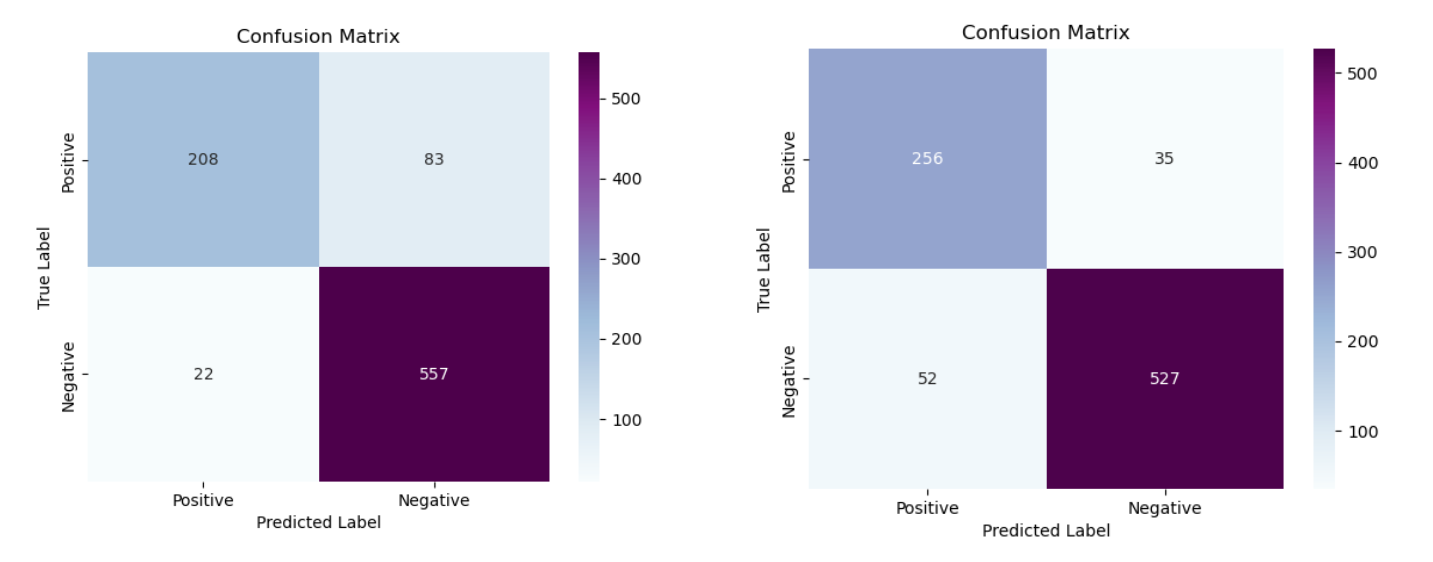 Confusion Matrix
Positive
Negative
True Label
208
83
22
557
Positive
Negative
Predicted Label
500
400
300
200
100
Confusion Matrix
Positive
Negative
True Label
256
35
52
527
Positive
Negative
Predicted Label
500
400
300
200
100